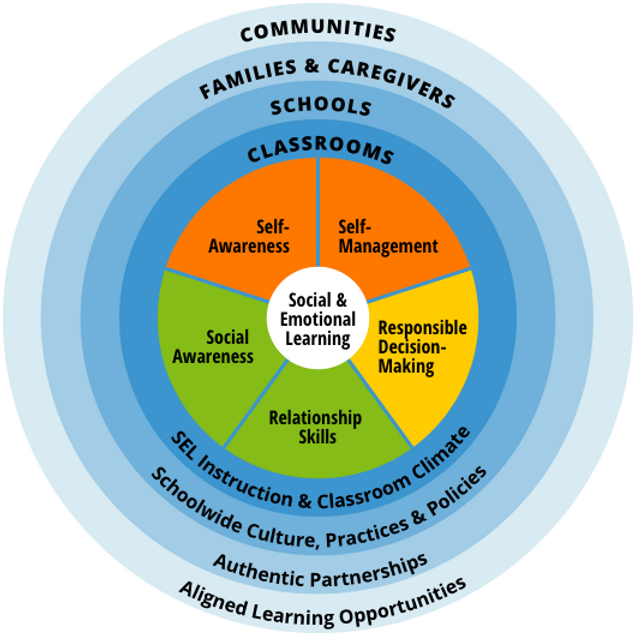 COMMUNITIES
FAMILIES & CAREGIVERS
SCHOOLS
CLASSROOMS
Self-
Awareness
Self-
Management
Social &
Emotional
Learning
Social
Awareness
Responsible
Decision-
Making
Relationship
Skills
SEL Instruction & Classroom Climate
Schoolwide Culture, Practices & Policies
Authentic Partnerships
Aligned Learning Opportunities